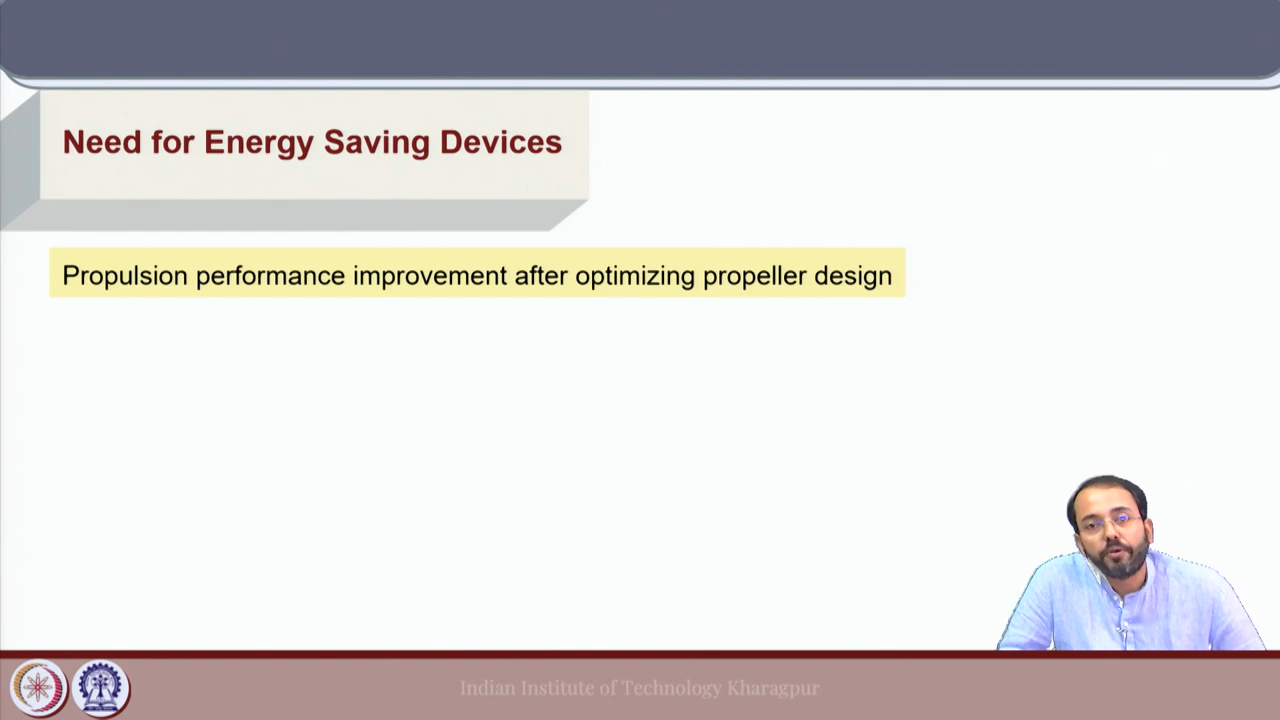 Need for Energy Saving Devices
Propulsion performance improvement after optimizing propeller design
Indian Institute of Technology Kharagpur